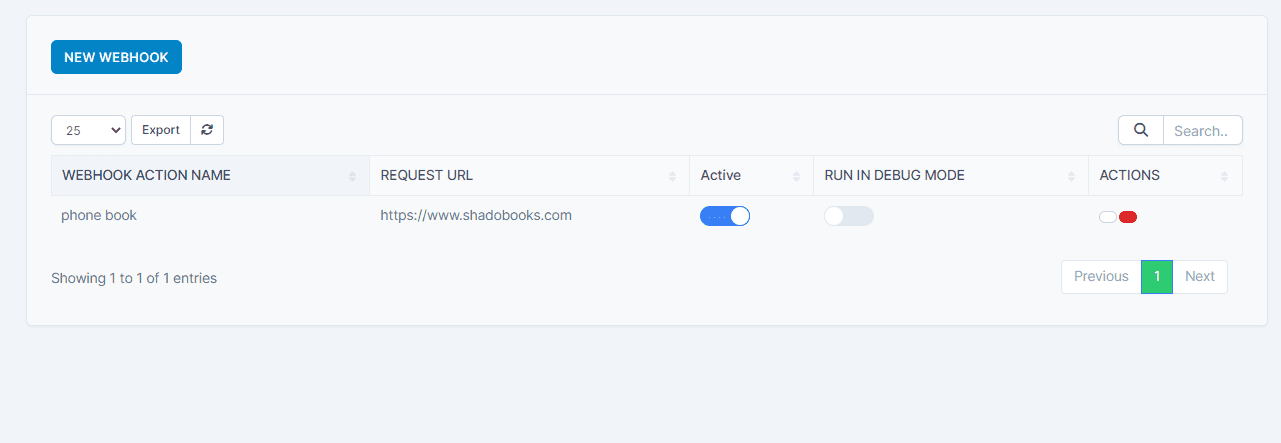 NEW WEBHOOK
25 Export Search..
WEBHOOK ACTION NAME REQUEST URL Active RUN IN DEBUG MODE ACTIONS
phone book https://www.shadobooks.com
Showing 1 to 1 of 1 entries Previous 1 Next